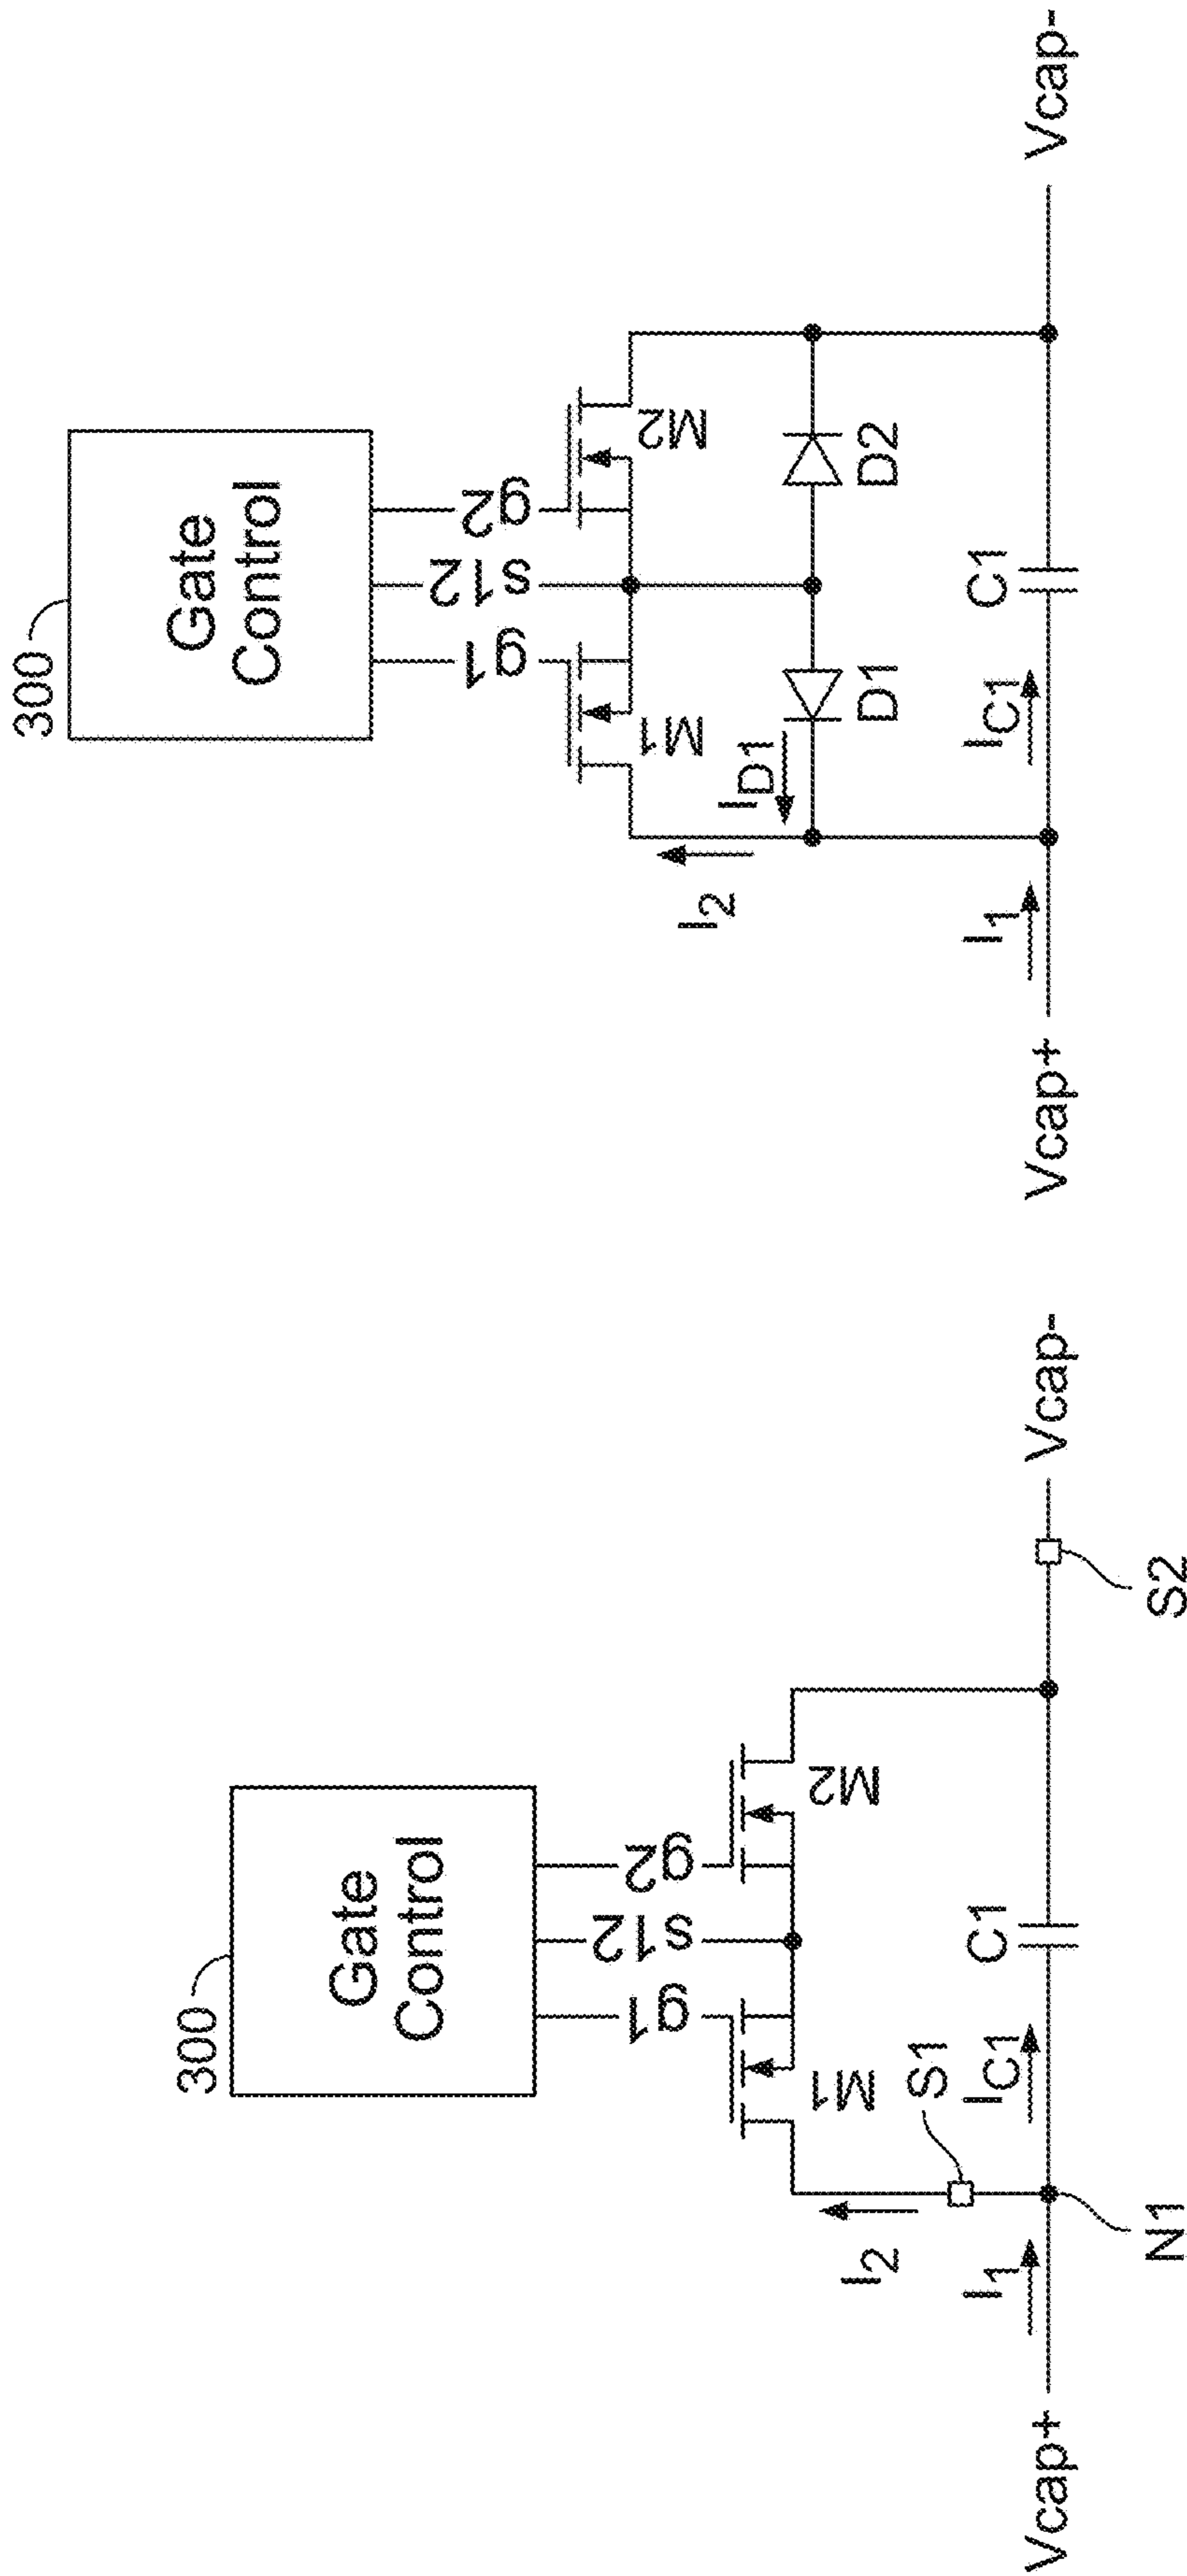 300
Gate
Control
g1
s12
g2
M1
M2
S1
I2
I1
IC1
C1
Vcap+
Vcap-
N1
S2
300
Gate
Control
g1
s12
g2
M1
M2
ID1
I2
D1
D2
I1
IC1
C1
Vcap+
Vcap-